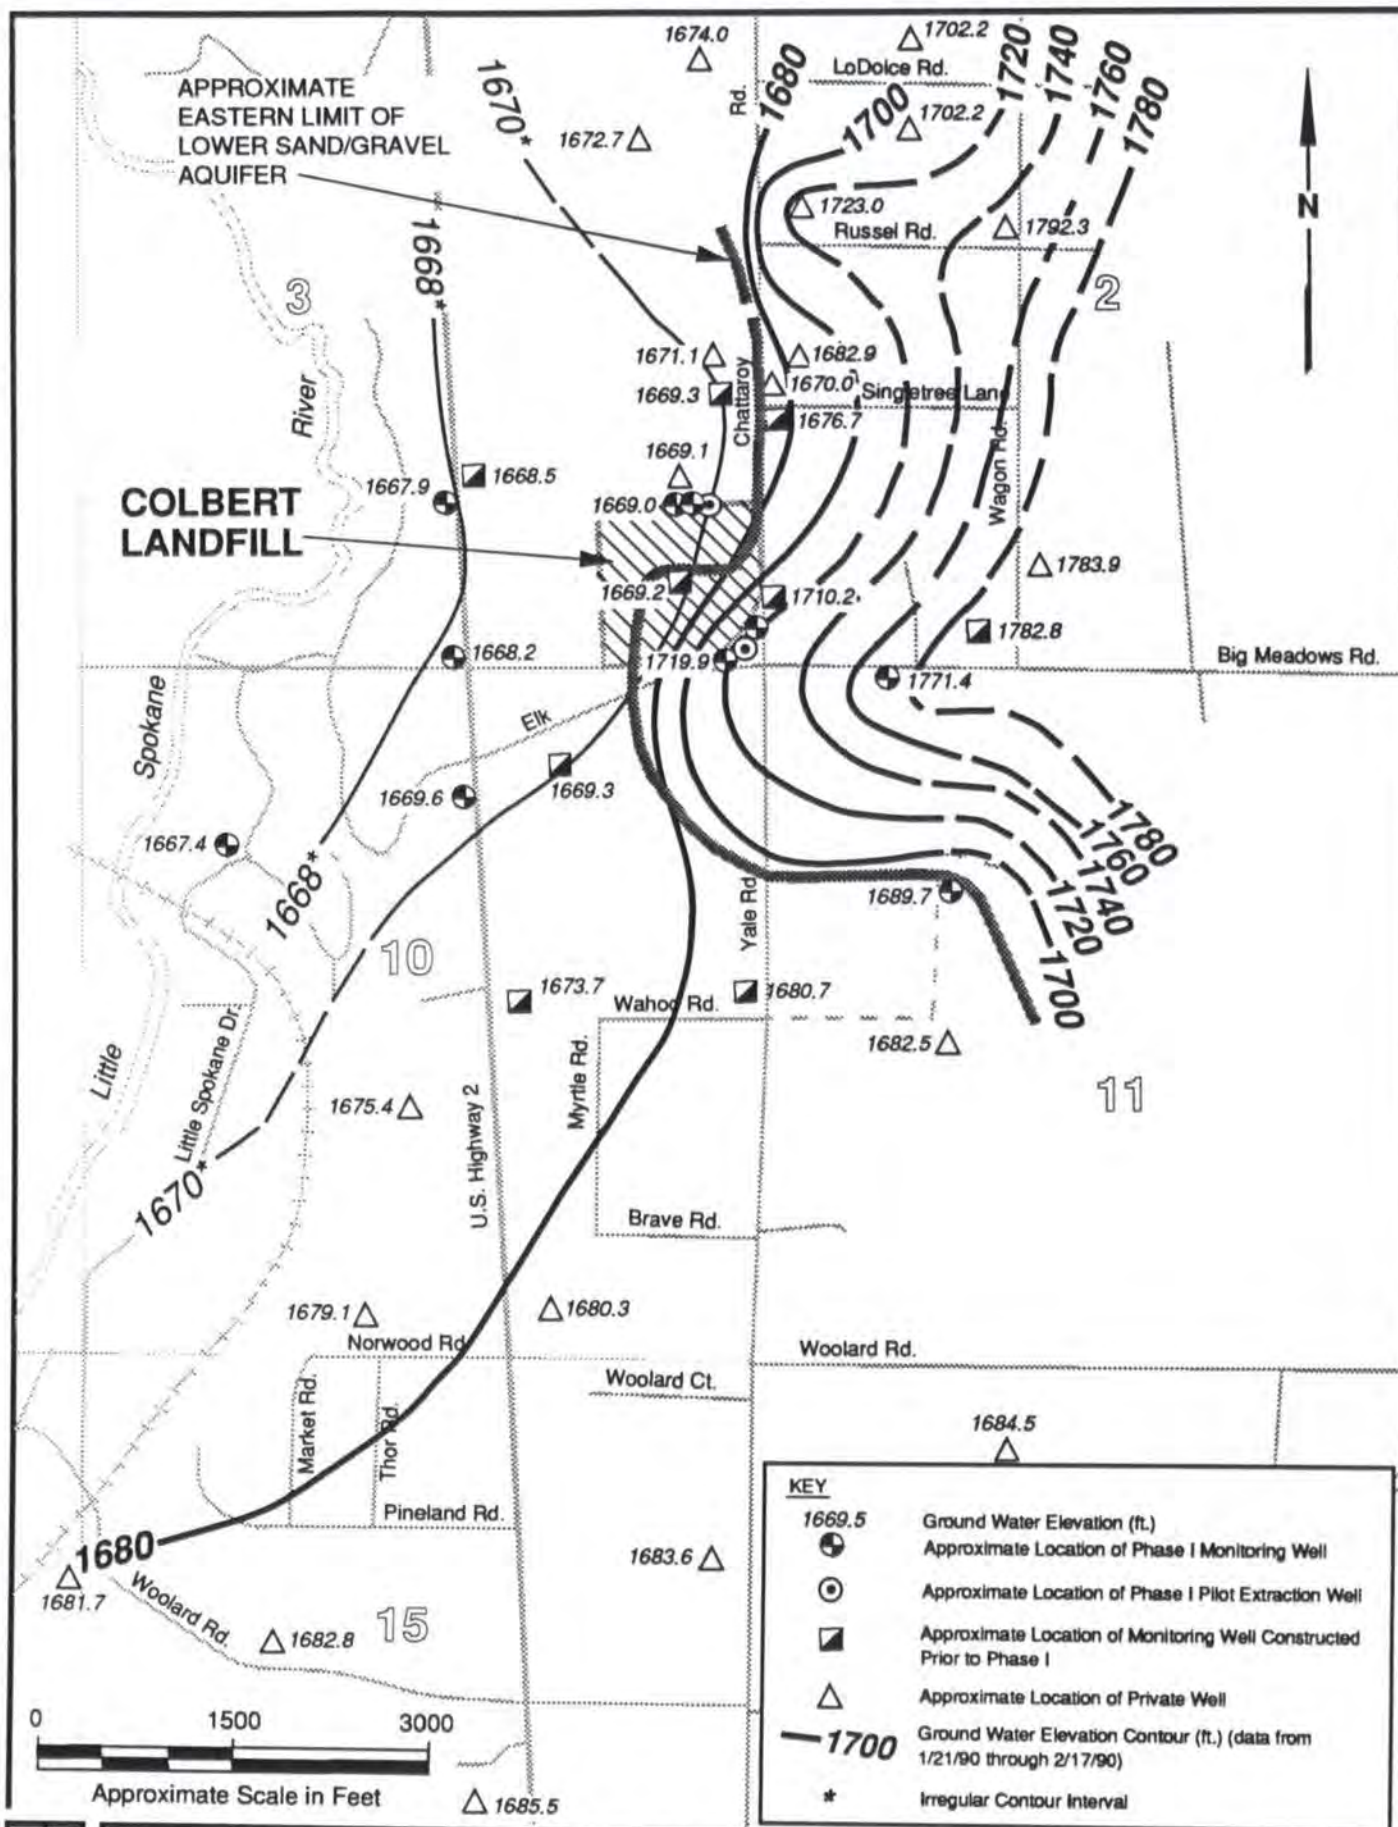 1674.0
1702.2
LoDolce Rd.
1720
1740
1760
1780
1680
1700
Rd.
APPROXIMATE
EASTERN LIMIT OF
LOWER SAND/GRAVEL
AQUIFER
1670*
1672.7
1702.2
1723.0
Russel Rd.
1792.3
N
1668*
3
2
River
1671.1
1682.9
1669.3
Chattaroy
1670.0
Singletree Lane
1676.7
Wagon Rd.
1669.1
1667.9
1668.5
COLBERT
LANDFILL
1669.0
1669.2
1710.2
1783.9
1782.8
1668.2
1719.9
1771.4
Big Meadows Rd.
Spokane
Elk
1669.6
1669.3
1667.4
1668*
1780
1760
1740
1720
1700
1689.7
Yale Rd.
10
1673.7
1680.7
Wahoo Rd.
1682.5
Little
Little Spokane Dr.
1675.4
U.S. Highway 2
Myrtle Rd.
11
1670*
Brave Rd.
1679.1
1680.3
Norwood Rd.
Woolard Rd.
Woolard Ct.
Market Rd.
Thor Rd.
1684.5
Pineland Rd.
1680
1681.7
Woolard Rd.
1683.6
1682.8
15
0 1500 3000
Approximate Scale in Feet
1685.5
KEY
1669.5 Ground Water Elevation (ft.)
Approximate Location of Phase I Monitoring Well
Approximate Location of Phase I Pilot Extraction Well
Approximate Location of Monitoring Well Constructed
Prior to Phase I
Approximate Location of Private Well
1700 Ground Water Elevation Contour (ft.) (data from
1/21/90 through 2/17/90)
* Irregular Contour Interval